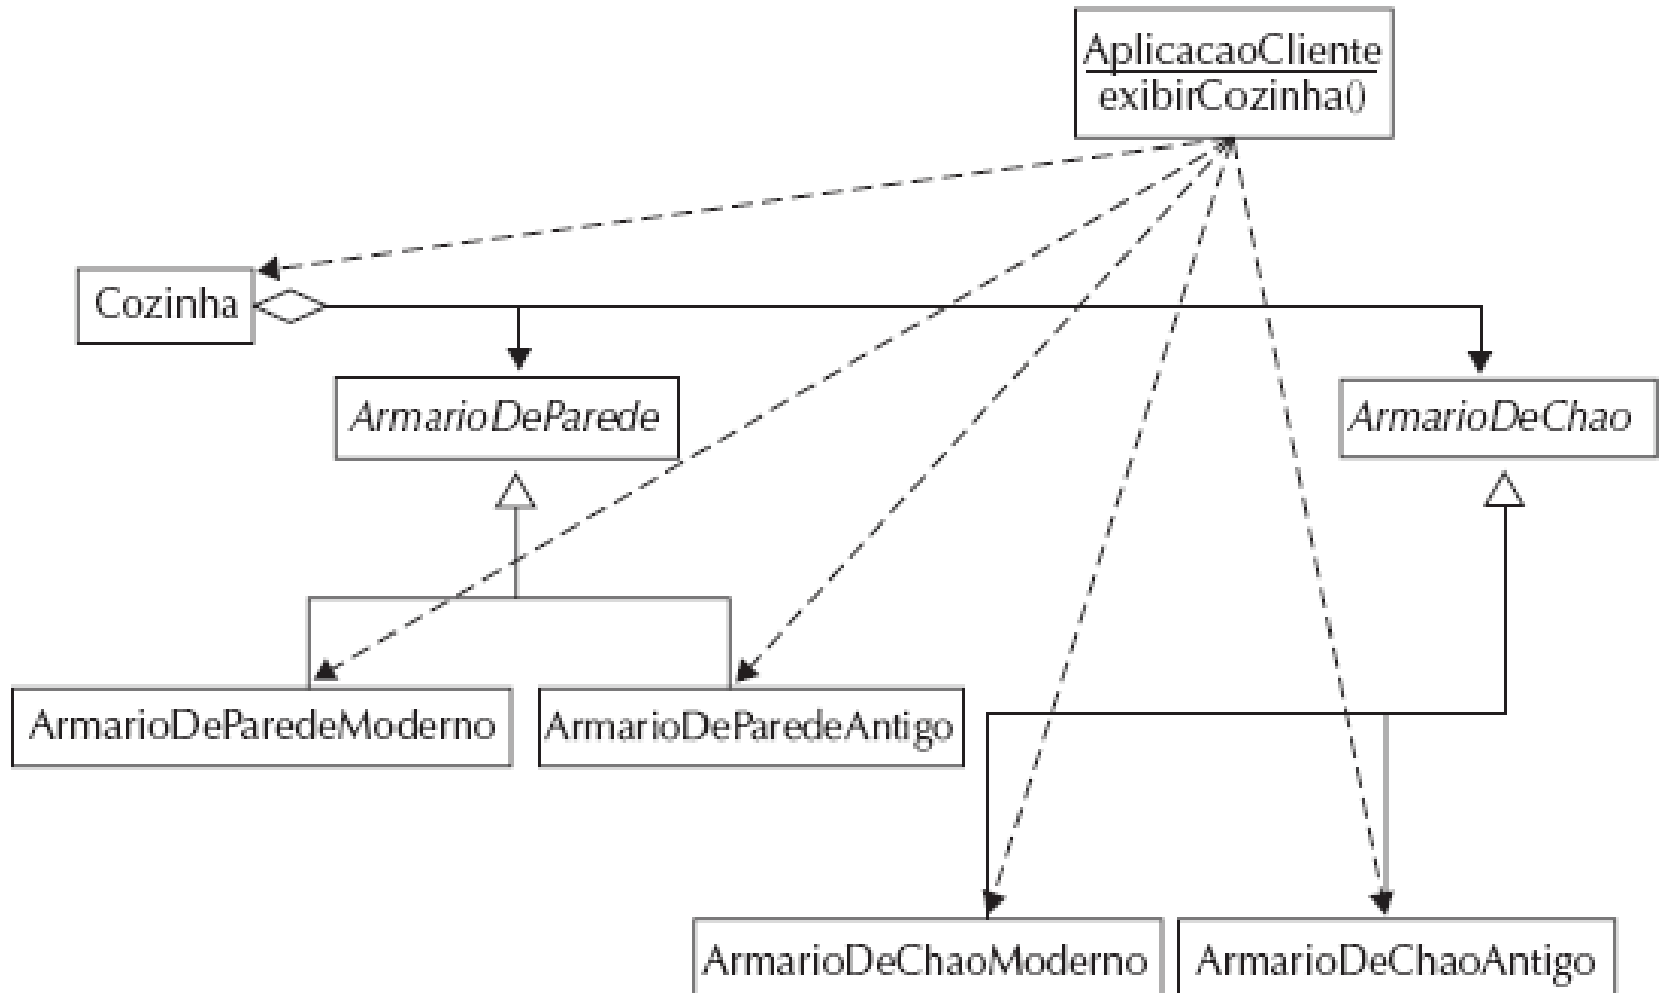 AplicacaoCliente
exibirCozinha()
Cozinha
ArmarioDeParede
ArmarioDeChao
ArmarioDeParedeModerno
ArmarioDeParedeAntigo
ArmarioDeChaoModerno
ArmarioDeChaoAntigo